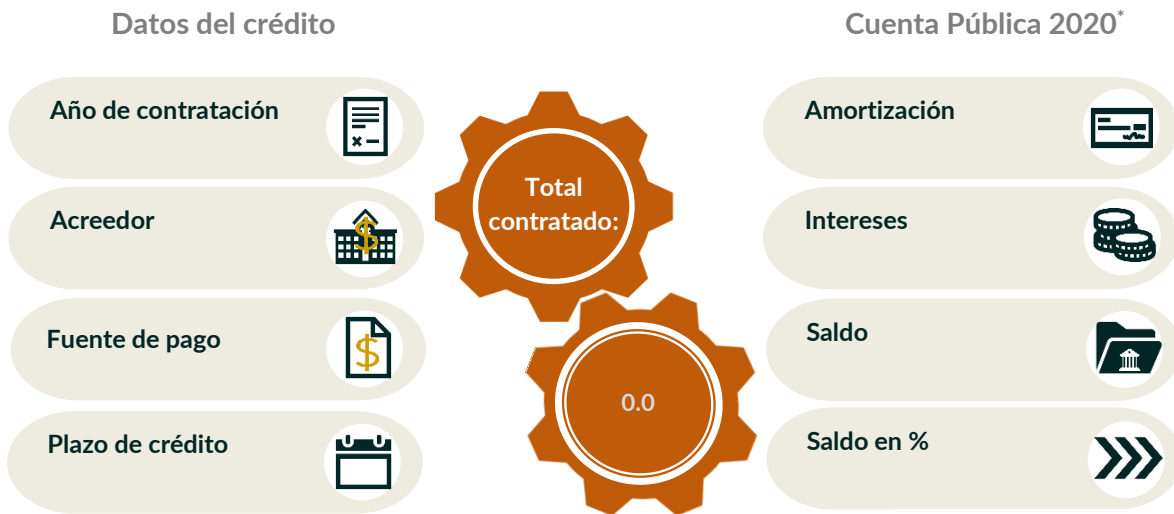 Datos del crédito
Año de contratación
Acreedor
Fuente de pago
Plazo de crédito
Total
contratado:
0.0
Cuenta Pública 2020*
Amortización
Intereses
Saldo
Saldo en %